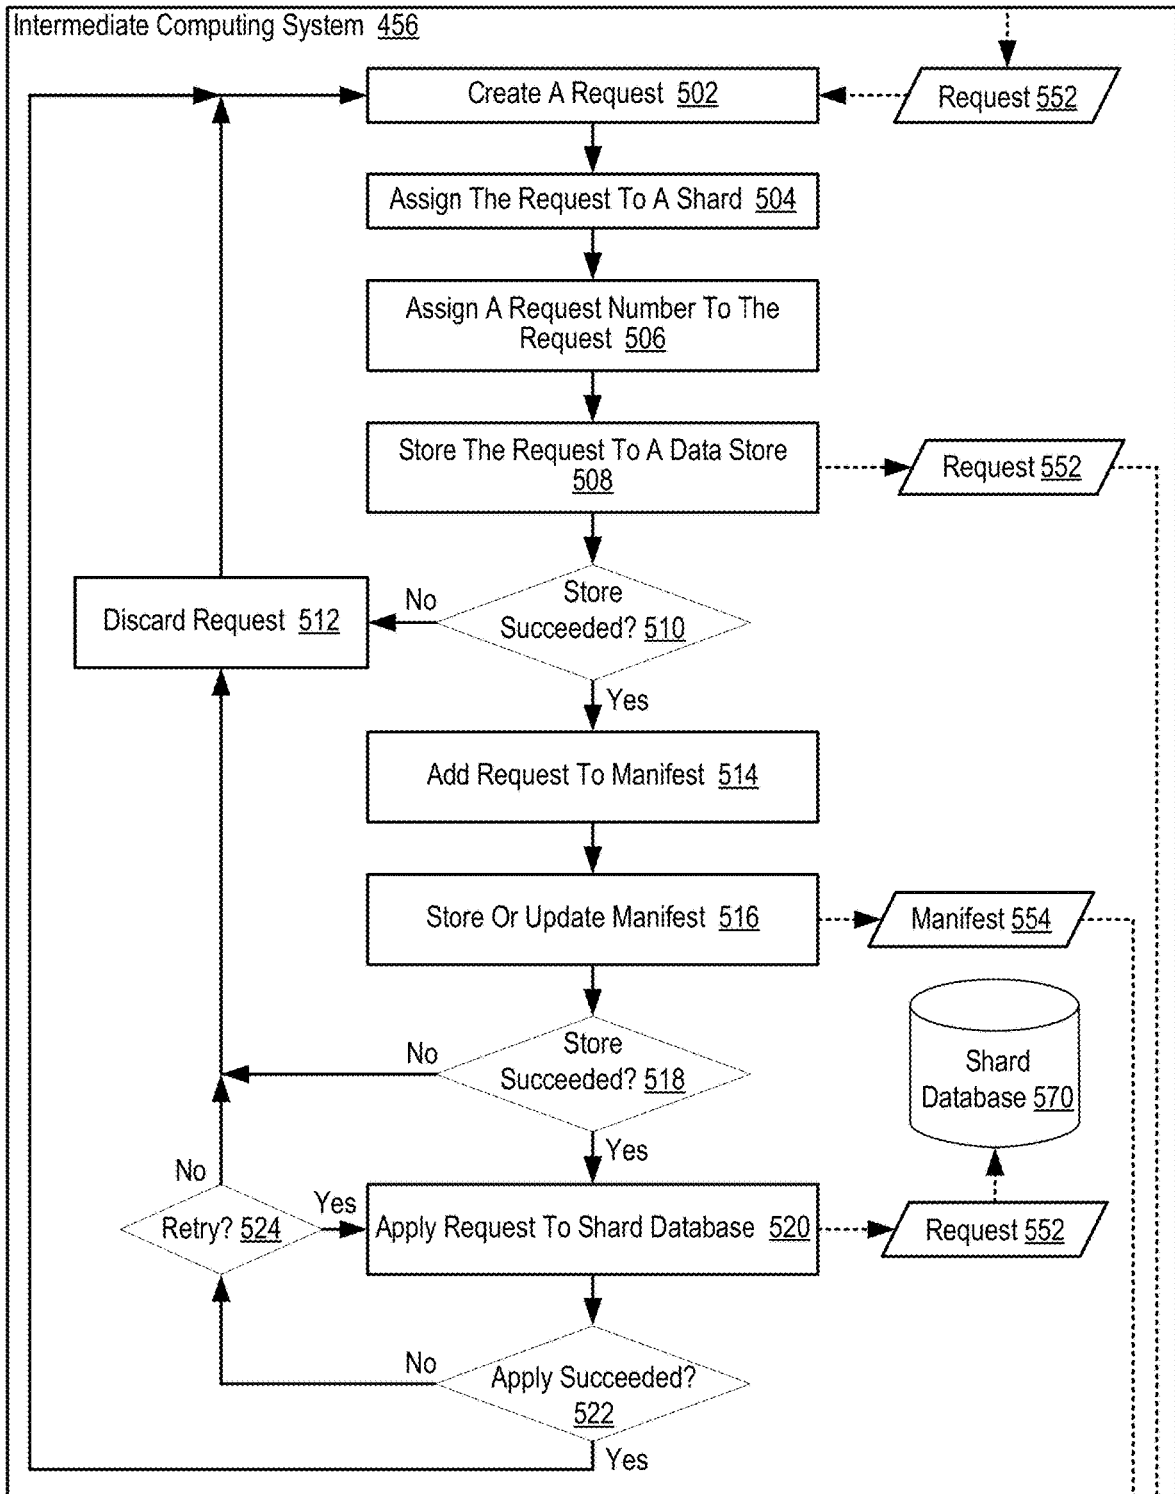 Intermediate Computing System 456
Create A Request 502
Request 552
Assign The Request To A Shard 504
Assign A Request Number To The
Request 506
Store The Request To A Data Store
508
Request 552
Discard Request 512
No
Store
Succeeded? 510
Yes
Add Request To Manifest 514
Store Or Update Manifest 516
Manifest 554
No
Store
Succeeded? 518
Shard
Database 570
Yes
No
Retry? 524
Yes
Apply Request To Shard Database 520
Request 552
No
Apply Succeeded?
522
Yes